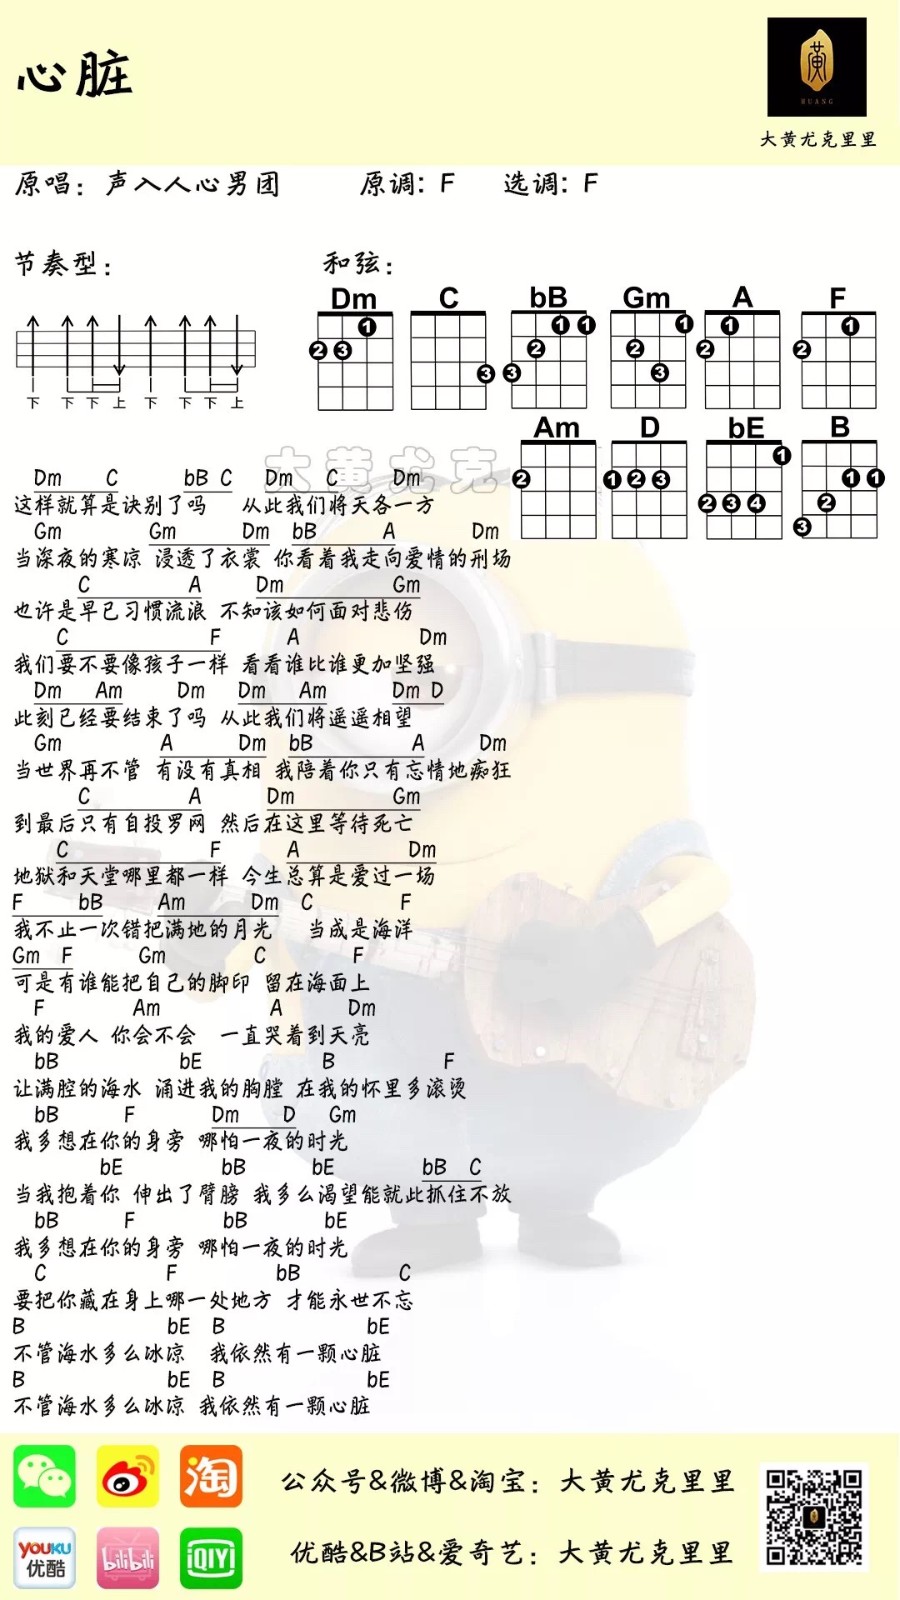 心脏
黄
HUANG
大黄尤克里里
原唱：声入人心男团 原调：F 选调：F
节奏型： 和弦：
Dm C bB Gm A F
下 下 下 上 下 下 下 上
Am D bE B
大黄尤克
Dm C bB C Dm C Dm
这样就算是诀别了吗 从此我们将天各一方
Gm Gm Dm bB A Dm
当深夜的寒凉 浸透了衣裳 你看着我走向爱情的刑场
C A Dm Gm
也许是早已习惯流浪 不知该如何面对悲伤
C F A Dm
我们要不要像孩子一样 看看谁比谁更加坚强
Dm Am Dm Dm Am Dm D
此刻已经要结束了吗 从此我们将遥遥相望
Gm A Dm bB A Dm
当世界再不管 有没有真相 我陪着你只有忘情地痴狂
C A Dm Gm
到最后只有自投罗网 然后在这里等待死亡
C F A Dm
地狱和天堂哪里都一样 今生总算是爱过一场
F bB Am Dm C F
我不止一次错把满地的月光 当成是海洋
Gm F Gm C F
可是有谁能把自己的脚印 留在海面上
F Am A Dm
我的爱人 你会不会 一直哭着到天亮
bB bE B F
让满腔的海水 涌进我的胸膛 在我的怀里多滚烫
bB F Dm D Gm
我多想在你的身旁 哪怕一夜的时光
bE bB bE bB C
当我抱着你 伸出了臂膀 我多么渴望能就此抓住不放
bB F bB bE
我多想在你的身旁 哪怕一夜的时光
C F bB C
要把你藏在身上哪一处地方 才能永世不忘
B bE B bE
不管海水多么冰凉 我依然有一颗心脏
B bE B bE
不管海水多么冰凉 我依然有一颗心脏
淘
公众号&微博&淘宝：大黄尤克里里
YOUKU
优酷
bilibili
iQIYI
优酷&B站&爱奇艺：大黄尤克里里